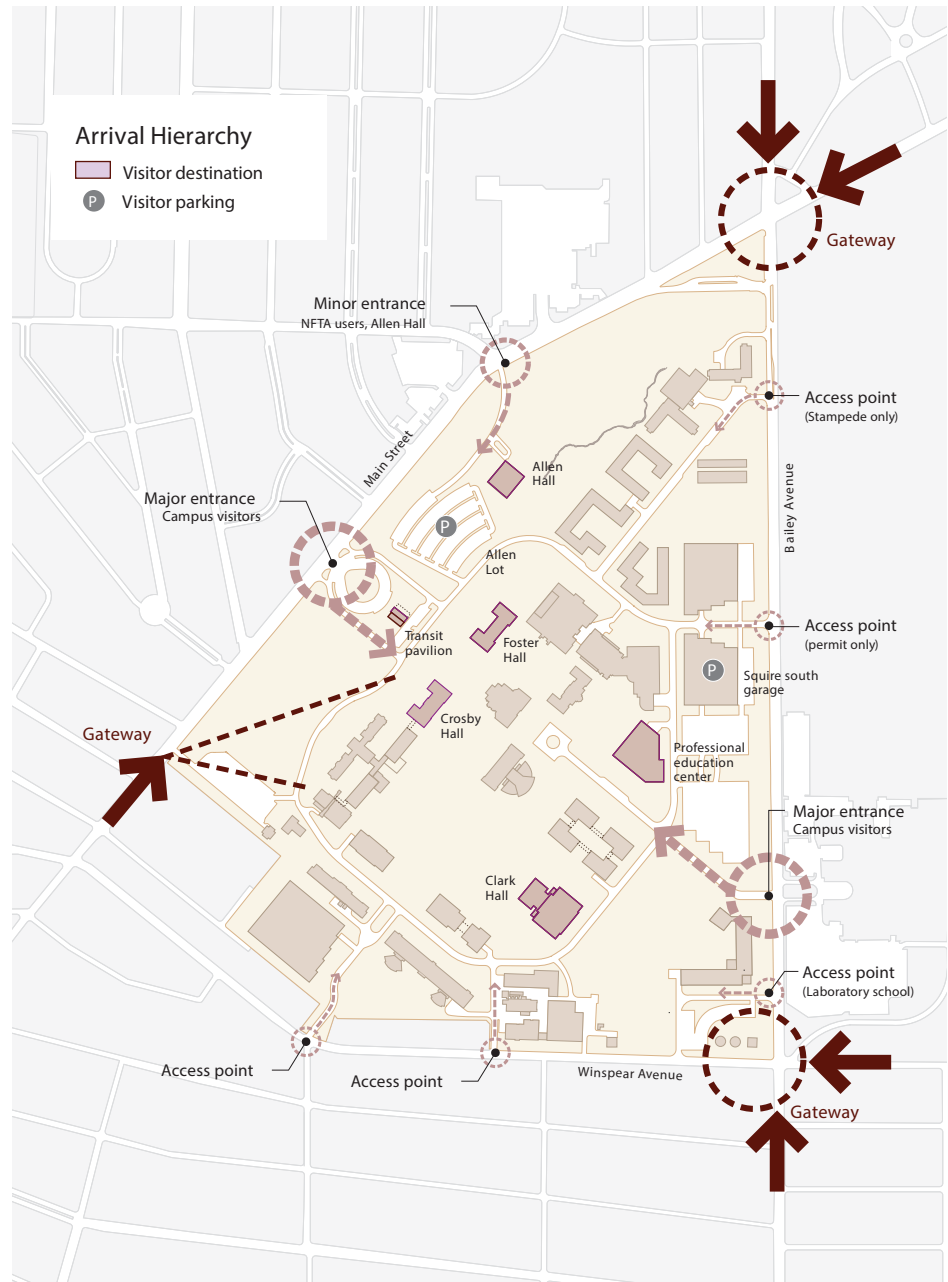 Arrival Hierarchy
Visitor destination
P
Visitor parking
Gateway
Minor entrance
NFTA users, Allen Hall
Access point
(Stampede only)
Main Street
Allen
Hall
Bailey Avenue
Major entrance
Campus visitors
P
Allen
Lot
Transit
pavilion
Foster
Hall
Access point
(permit only)
P
Squire south
garage
Gateway
Crosby
Hall
Professional
education
center
Major entrance
Campus visitors
Clark
Hall
Access point
(Laboratory school)
Access point
Access point
Winspear Avenue
Gateway